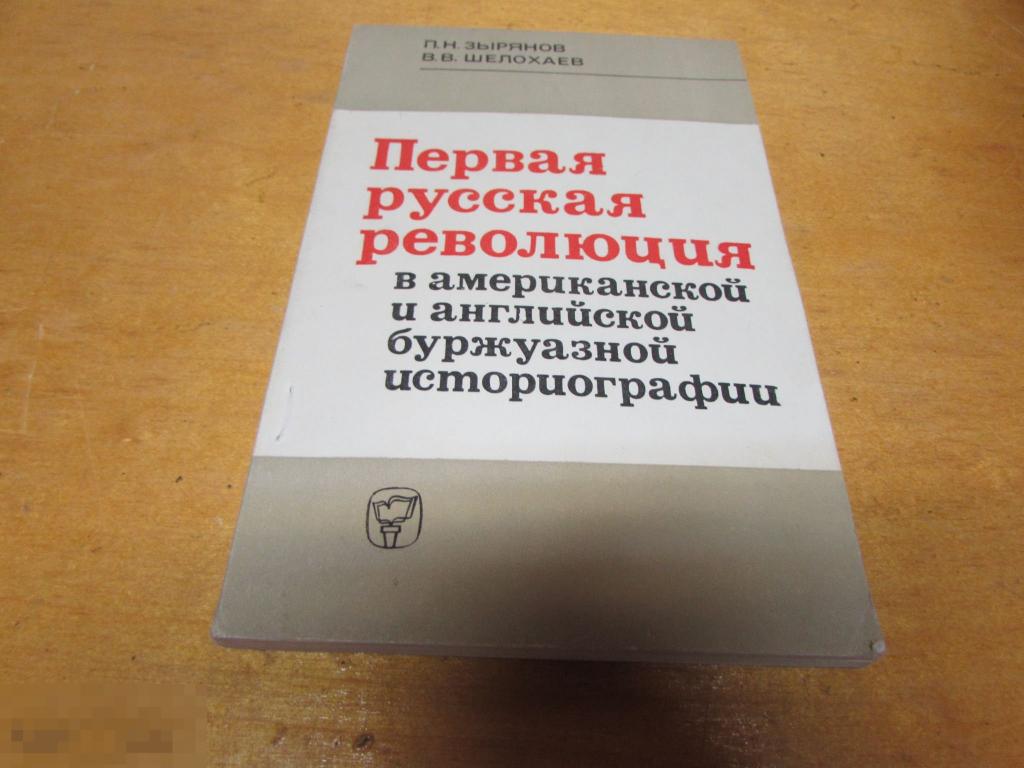 П.Н. ЗЫРЯНОВ
В.В. ШЕЛОХАЕВ
Первая
русская
революция
в американской
и английской
буржуазной
историографии